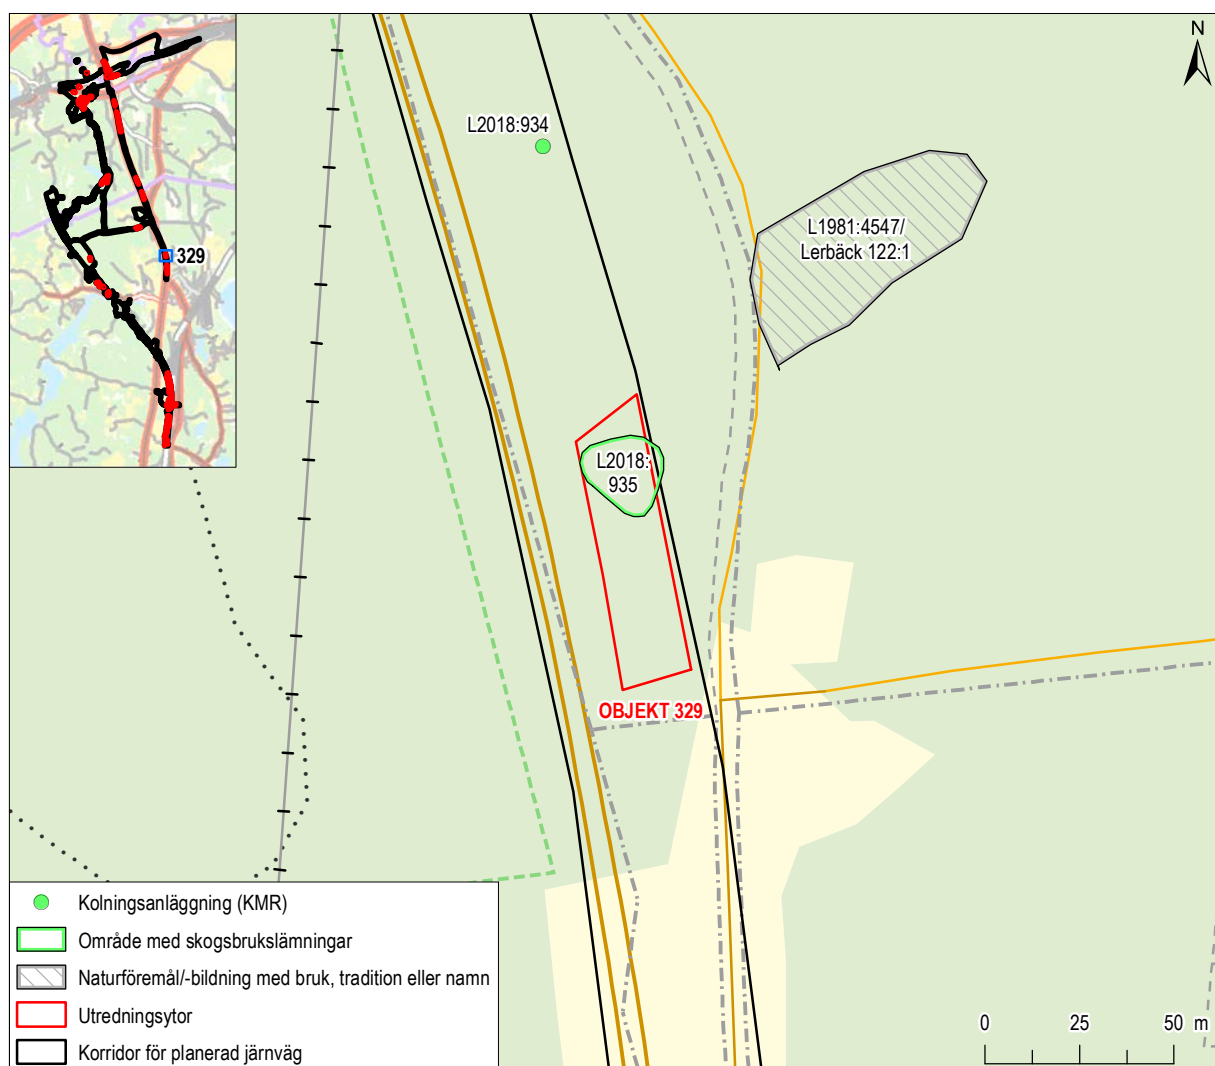 N
L2018:934
L1981:4547/
Lerbäck 122:1
329
L2018:
935
OBJEKT 329
Kolningsanläggning (KMR)
Område med skogsbrukslämningar
Naturföremål/-bildning med bruk, tradition eller namn
Utredningsytor
Korridor för planerad järnväg
0 25 50 m